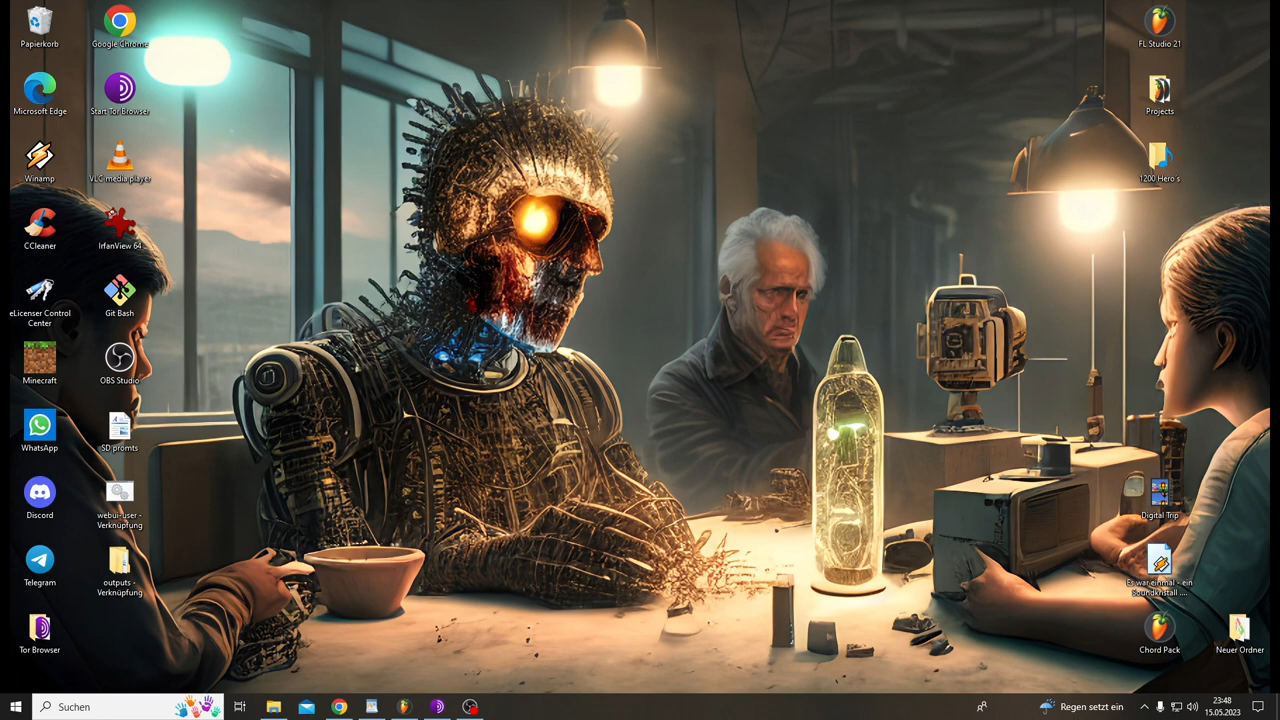 Papierkorb
Google Chrome
FL Studio 21
Microsoft Edge
Start Tor Browser
Projects
Winamp
VLC media player
1200 Hero's
CCleaner
IrfanView 64
eLicenser Control
Center
Git Bash
Minecraft
OBS Studio
WhatsApp
SD promts
Discord
webui-user -
Verknüpfung
Digital Trip
Telegram
outputs -
Verknüpfung
Es war einmal - ein
Soundkristall ....
Tor Browser
Chord Pack
Neuer Ordner
Suchen
Regen setzt ein
23:48
15.05.2023